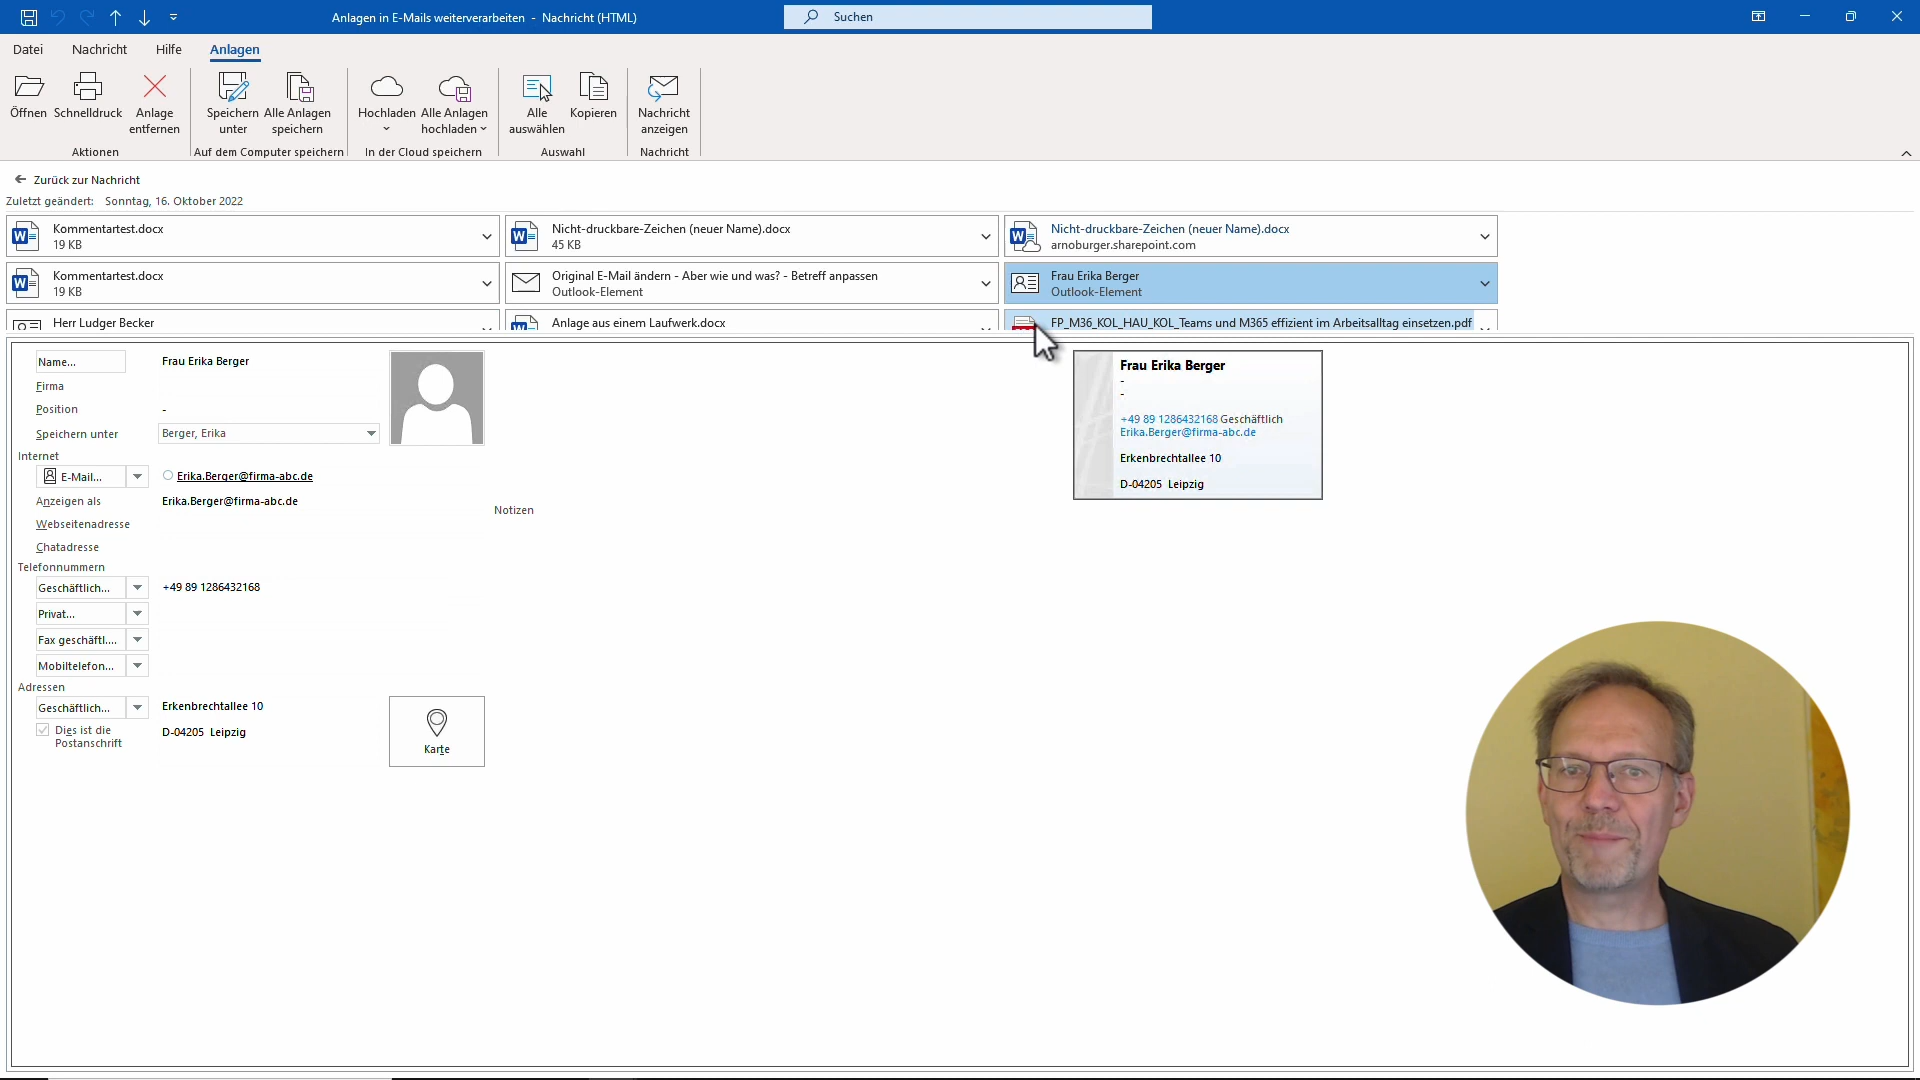 Anlagen in E-Mails weiterverarbeiten - Nachricht (HTML)
Suchen
Datei
Nachricht
Hilfe
Anlagen
Öffnen
Schnelldruck
Anlage
entfernen
Aktionen
Speichern
unter
Alle Anlagen
speichern
Auf dem Computer speichern
Hochladen
Alle Anlagen
hochladen
In der Cloud speichern
Alle
auswählen
Kopieren
Auswahl
Nachricht
anzeigen
Nachricht
Zurück zur Nachricht
Zuletzt geändert: Sonntag, 16. Oktober 2022
Kommentartest.docx
19 KB
Nicht-druckbare-Zeichen (neuer Name).docx
45 KB
Nicht-druckbare-Zeichen (neuer Name).docx
arnoburger.sharepoint.com
Kommentartest.docx
19 KB
Original E-Mail ändern - Aber wie und was? - Betreff anpassen
Outlook-Element
Frau Erika Berger
Outlook-Element
Herr Ludger Becker
Anlage aus einem Laufwerk.docx
FP_M36_KOL_HAU_KOL_Teams und M365 effizient im Arbeitsalltag einsetzen.pdf
Name...
Frau Erika Berger
Firma
Position
-
Speichern unter
Berger, Erika
Internet
E-Mail...
Erika.Berger@firma-abc.de
Anzeigen als
Erika.Berger@firma-abc.de
Webseitenadresse
Chatadresse
Telefonnummern
Geschäftlich...
+49 89 1286432168
Privat...
Fax geschäftl....
Mobiltelefon...
Adressen
Geschäftlich...
Erkenbrechtallee 10
Dies ist die
Postanschrift
D-04205 Leipzig
Karte
Notizen
Frau Erika Berger
-
-
+49 89 1286432168 Geschäftlich
Erika.Berger@firma-abc.de
Erkenbrechtallee 10
D-04205 Leipzig